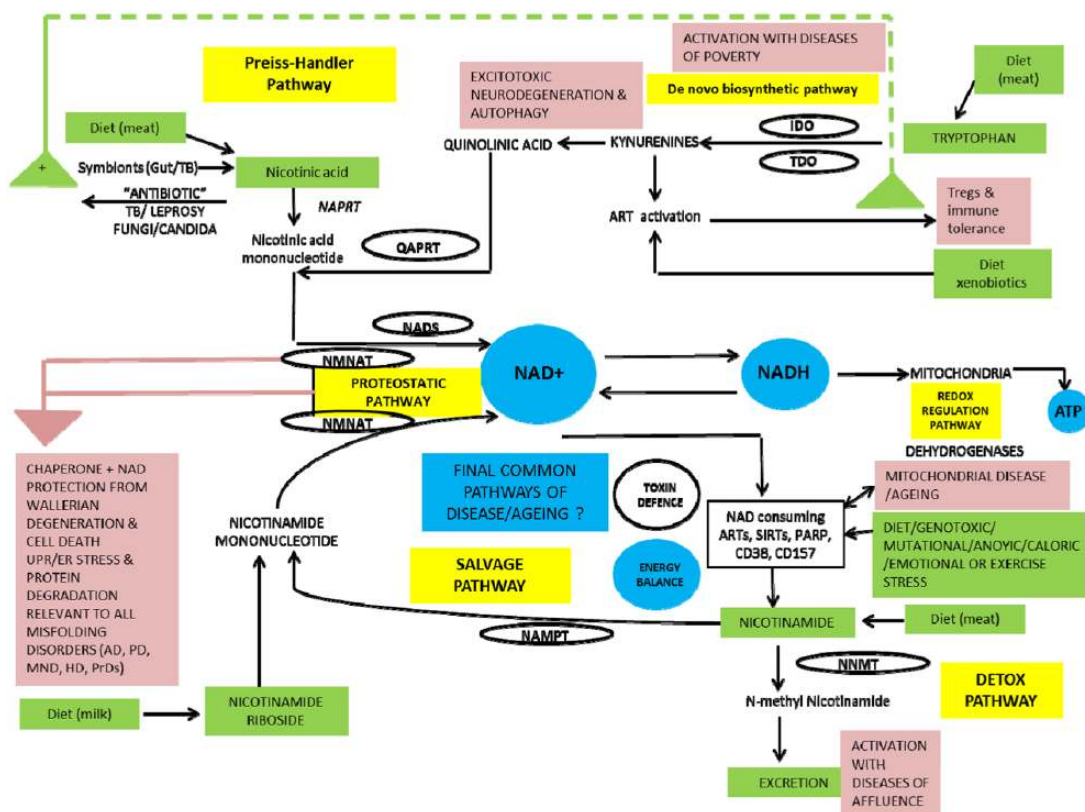 ACTIVATION WITH DISEASES
OF POVERTY
Preiss-Handler
Pathway
EXCITOTOXIC
NEURODEGENERATION &
AUTOPHAGY
De novo biosynthetic pathway
Diet
(meat)
Diet (meat)
IDO
TRYPTOPHAN
QUINOLINIC ACID
KYNURENINES
TDO
+
Symbionts (Gut/TB)
Nicotinic acid
"ANTIBIOTIC"
TB/ LEPROSY
FUNGI/CANDIDA
NAPRT
Tregs &
immune
tolerance
ART activation
Nicotinic acid
mononucleotide
QAPRT
Diet
xenobiotics
NADS
NMNAT
PROTEOSTATIC
PATHWAY
NMNAT
NAD+
NADH
MITOCHONDRIA
REDOX
REGULATION
PATHWAY
ATP
DEHYDROGENASES
CHAPERONE + NAD
PROTECTION FROM
WALLERIAN
DEGENERATION &
CELL DEATH
UPR/ER STRESS &
PROTEIN
DEGRADATION
RELEVANT TO ALL
MISFOLDING
DISORDERS (AD, PD,
MND, HD, PrDs)
FINAL COMMON
PATHWAYS OF
DISEASE/AGEING ?
TOXIN
DEFENCE
MITOCHONDRIAL DISEASE
/AGEING
NAD consuming
ARTs, SIRTs, PARP,
CD38, CD157
DIET/GENOTOXIC/
MUTATIONAL/ANOYIC/CALORIC
/EMOTIONAL OR EXERCISE
STRESS
NICOTINAMIDE
MONONUCLEOTIDE
SALVAGE
PATHWAY
ENERGY
BALANCE
NAMPT
NICOTINAMIDE
Diet (meat)
NNMT
DETOX
PATHWAY
N-methyl Nicotinamide
Diet (milk)
NICOTINAMIDE
RIBOSIDE
EXCRETION
ACTIVATION
WITH
DISEASES OF
AFFLUENCE